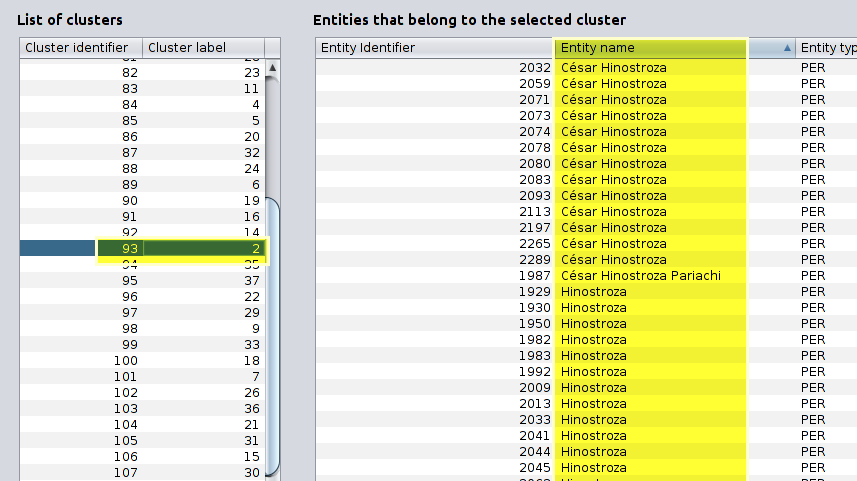 List of clusters Entities that belong to the selected cluster
Cluster identifier Cluster label Entity Identifier Entity name Entity typ
82 23 2032 César Hinostroza PER
83 11 2059 César Hinostroza PER
84 4 2071 César Hinostroza PER
85 5 2073 César Hinostroza PER
86 20 2074 César Hinostroza PER
87 32 2078 César Hinostroza PER
88 24 2080 César Hinostroza PER
89 6 2083 César Hinostroza PER
90 19 2093 César Hinostroza PER
91 16 2113 César Hinostroza PER
92 14 2197 César Hinostroza PER
93 2 2265 César Hinostroza PER
94 35 2289 César Hinostroza PER
95 37 1987 César Hinostroza Pariachi PER
96 22 1929 Hinostroza PER
97 29 1930 Hinostroza PER
98 9 1950 Hinostroza PER
99 33 1982 Hinostroza PER
100 18 1983 Hinostroza PER
101 7 1992 Hinostroza PER
102 26 2009 Hinostroza PER
103 36 2013 Hinostroza PER
104 21 2033 Hinostroza PER
105 31 2041 Hinostroza PER
106 15 2044 Hinostroza PER
107 30 2045 Hinostroza PER